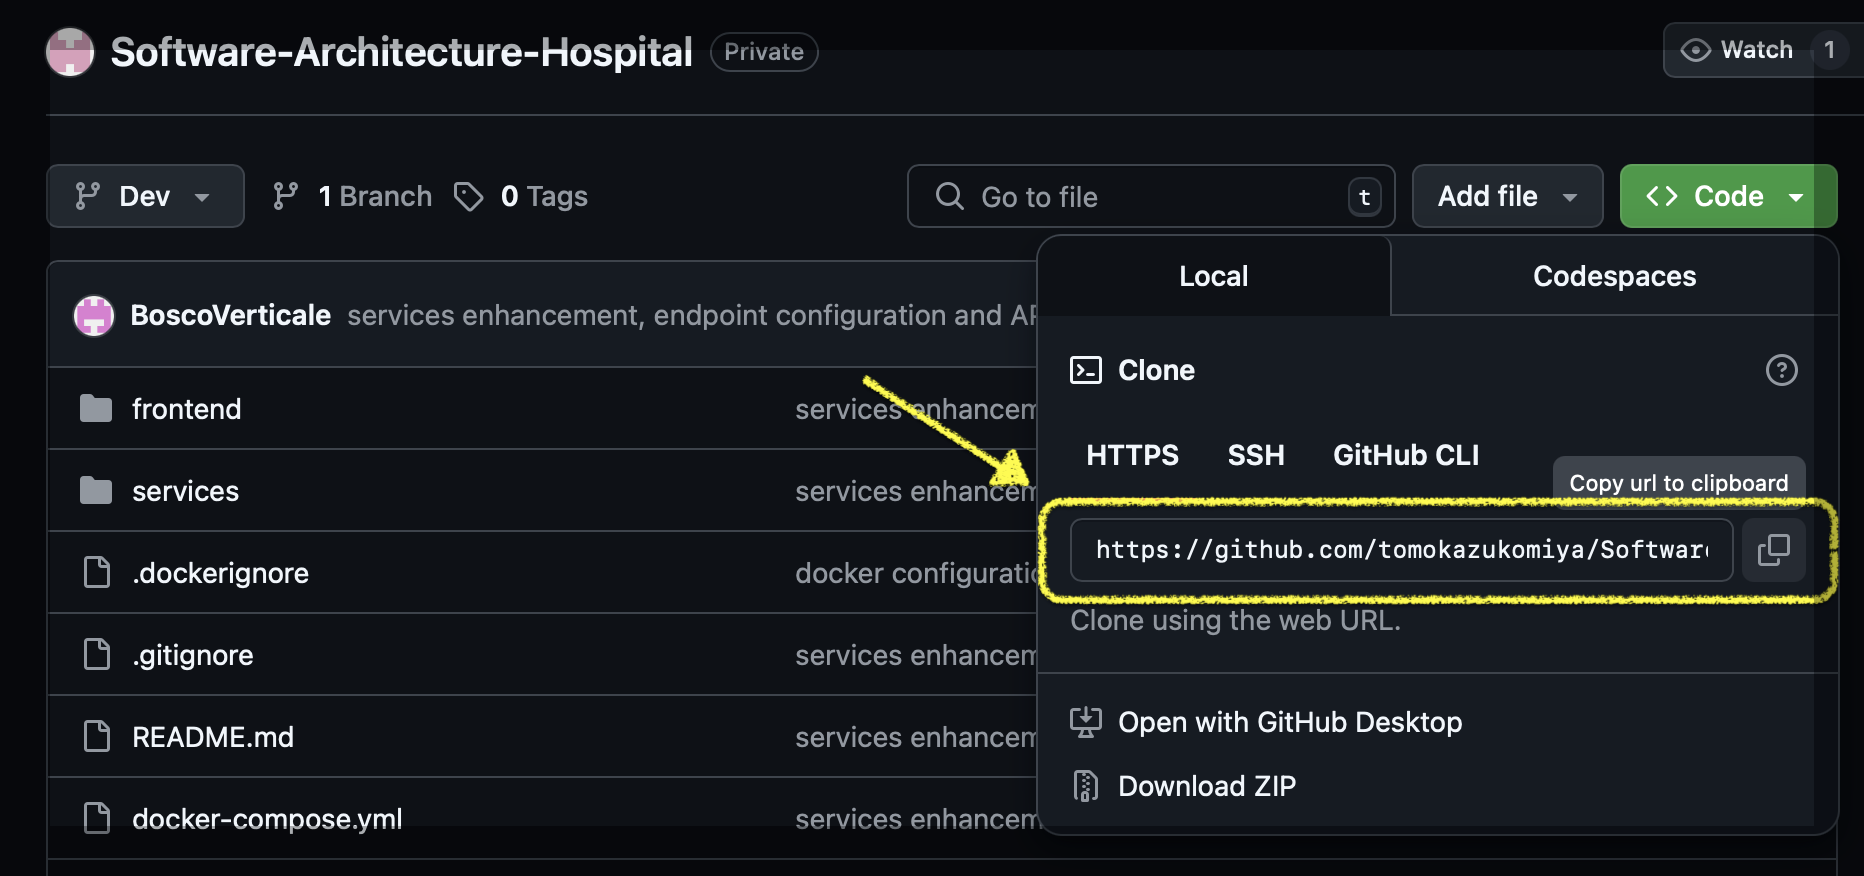 Software-Architecture-Hospital Private Watch 1
Dev 1 Branch 0 Tags Go to file t Add file Code
Local Codespaces
BoscoVerticale services enhancement, endpoint configuration and AP
Clone
frontend services enhancem
HTTPS SSH GitHub CLI
Copy url to clipboard
services services enhancem
https://github.com/tomokazukomiya/Softwar
.dockerignore docker configuratio
Clone using the web URL.
.gitignore services enhancem
Open with GitHub Desktop
README.md services enhancem
Download ZIP
docker-compose.yml services enhancem